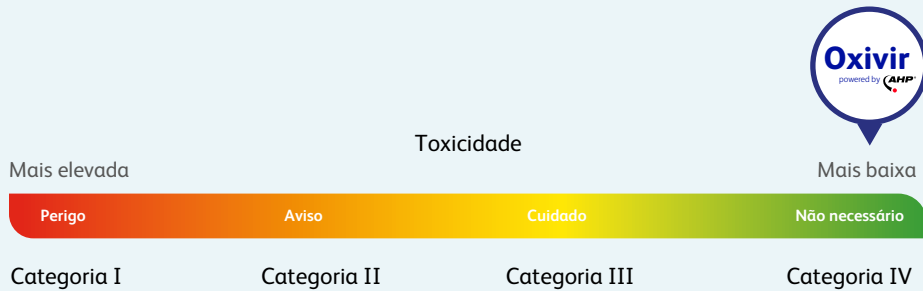 Oxivir
powered by AHP®
Toxicidade
Mais elevada Mais baixa
Perigo Aviso Cuidado Não necessário
Categoria I Categoria II Categoria III Categoria IV